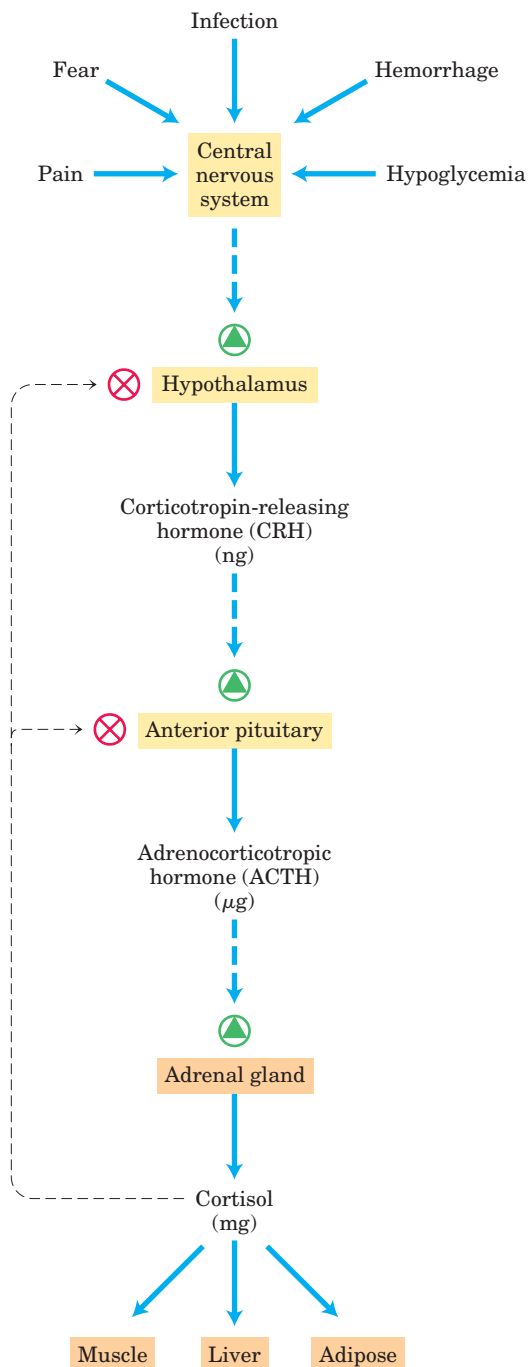 Infection
Fear
Hemorrhage
Central
nervous
system
Pain
Hypoglycemia
Hypothalamus
Corticotropin-releasing
hormone (CRH)
(ng)
Anterior pituitary
Adrenocorticotropic
hormone (ACTH)
(μg)
Adrenal gland
Cortisol
(mg)
Muscle
Liver
Adipose